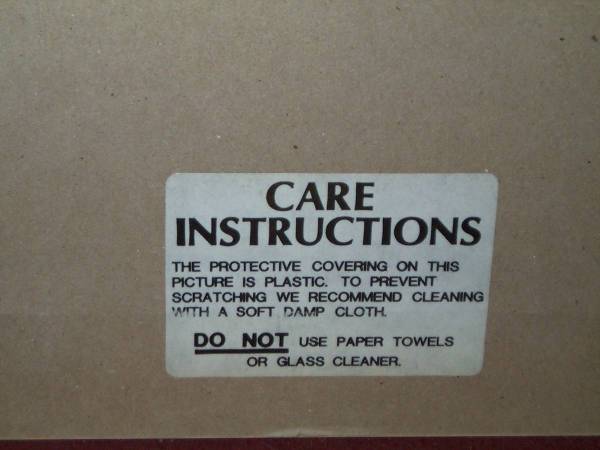 CARE
INSTRUCTIONS
THE PROTECTIVE COVERING ON THIS
PICTURE IS PLASTIC. TO PREVENT
SCRATCHING WE RECOMMEND CLEANING
WITH A SOFT DAMP CLOTH.
DO NOT USE PAPER TOWELS
OR GLASS CLEANER.